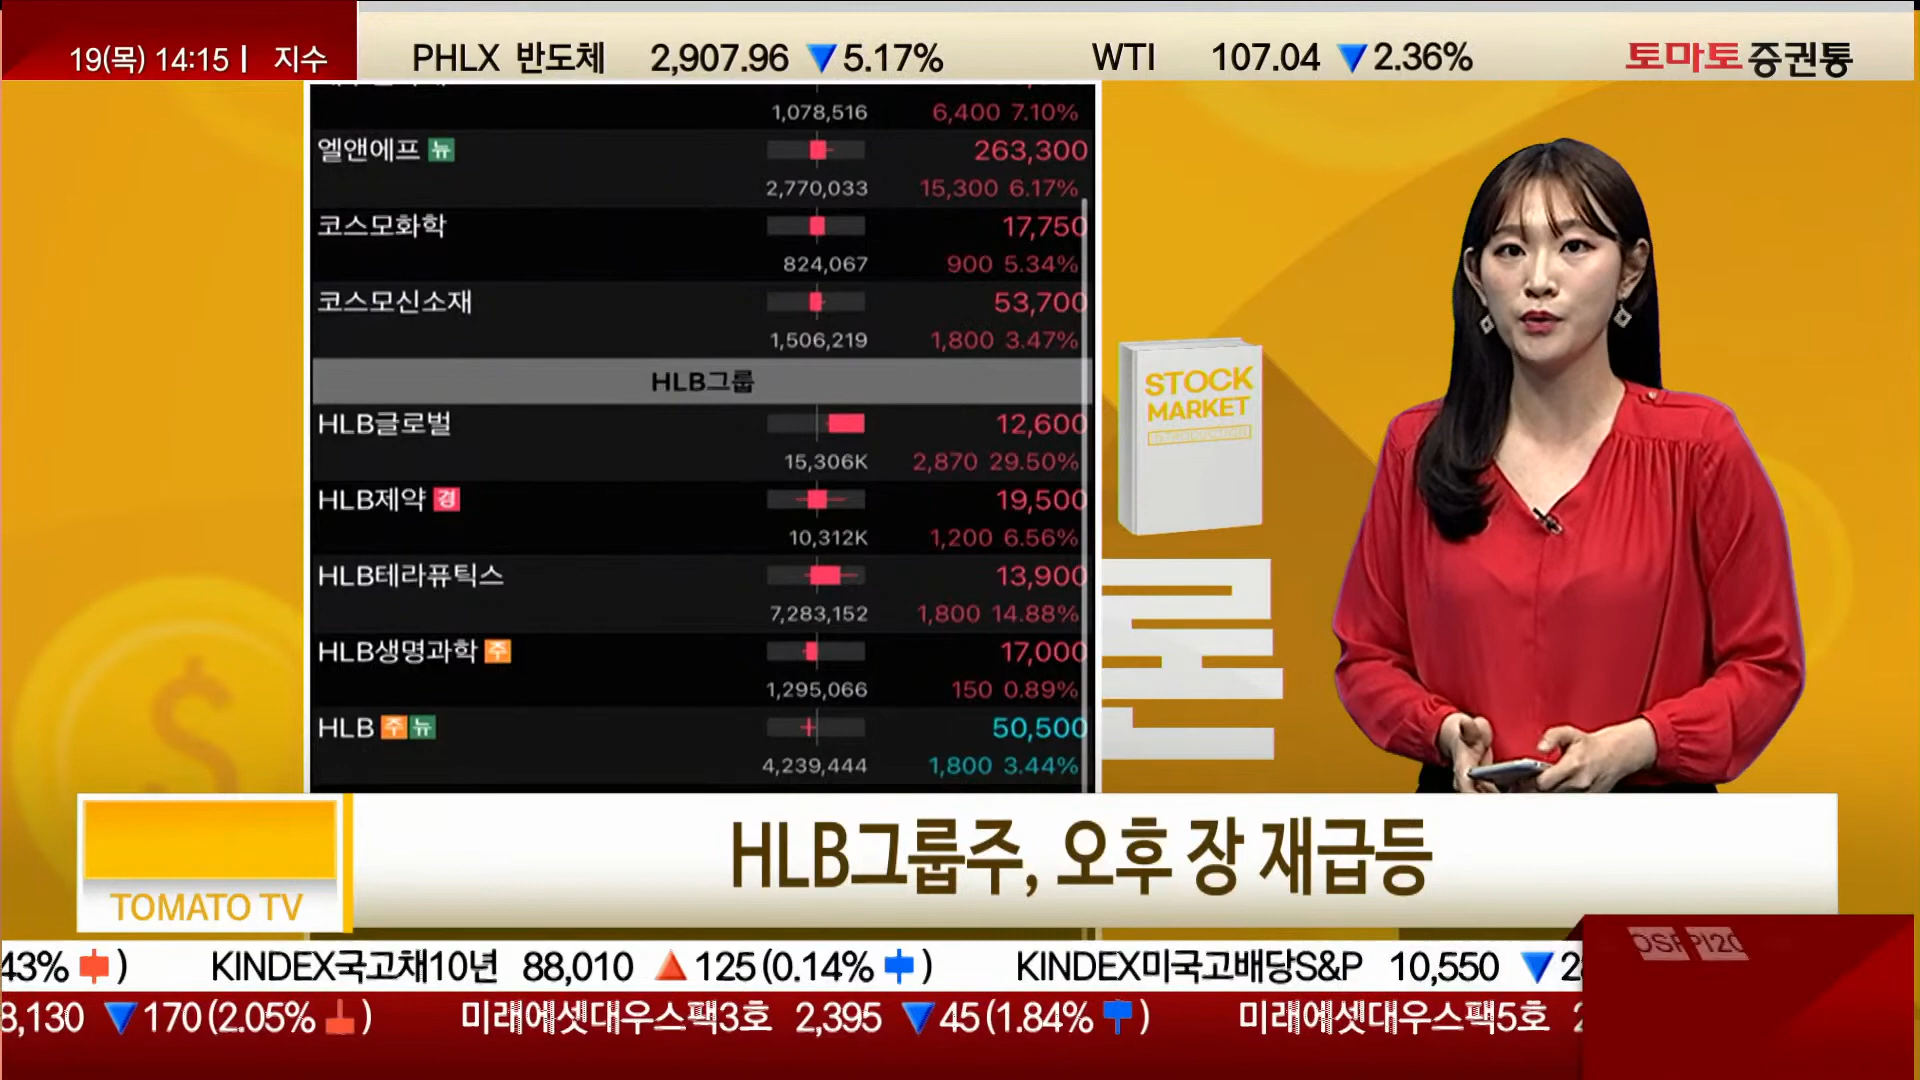 19(목) 14:15 | 지수 PHLX 반도체 2,907.96 ▼5.17% WTI 107.04 ▼2.36% 토마토증권통
1,078,516 6,400 7.10%
엘앤에프 뉴 263,300
2,770,033 15,300 6.17%
코스모화학 17,750
824,067 900 5.34%
코스모신소재 53,700
1,506,219 1,800 3.47%
HLB그룹
HLB글로벌 12,600
15,306K 2,870 29.50%
HLB제약 경 19,500
10,312K 1,200 6.56%
HLB테라퓨틱스 13,900
7,283,152 1,800 14.88%
HLB생명과학 주 17,000
1,295,066 150 0.89%
HLB 주 뉴 50,500
4,239,444 1,800 3.44%
STOCK
MARKET
INTRODUCTION
론
HLB그룹주, 오후 장 재급등
TOMATO TV
43% ) KINDEX국고채10년 88,010 ▲125(0.14% ) KINDEX미국고배당S&P 10,550 ▼
8,130 ▼170(2.05% ) 미래에셋대우스팩3호 2,395 ▼45(1.84% ) 미래에셋대우스팩5호